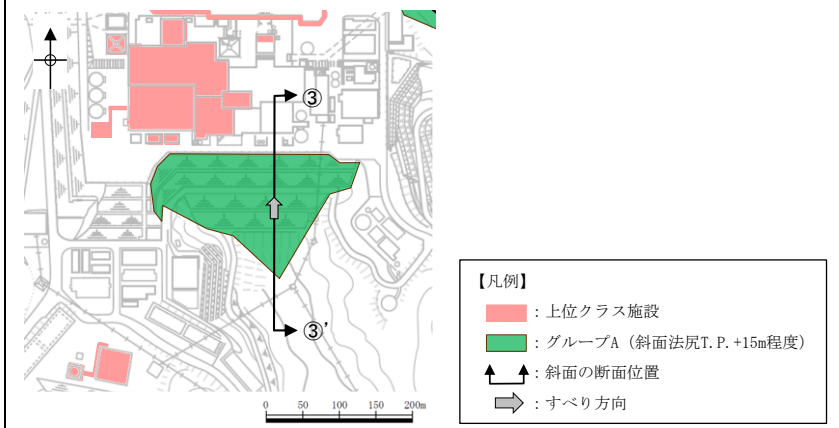 ③
③'
0 50 100 150 200m
【凡例】
：上位クラス施設
：グループA（斜面法尻T.P.+15m程度）
：斜面の断面位置
：すべり方向